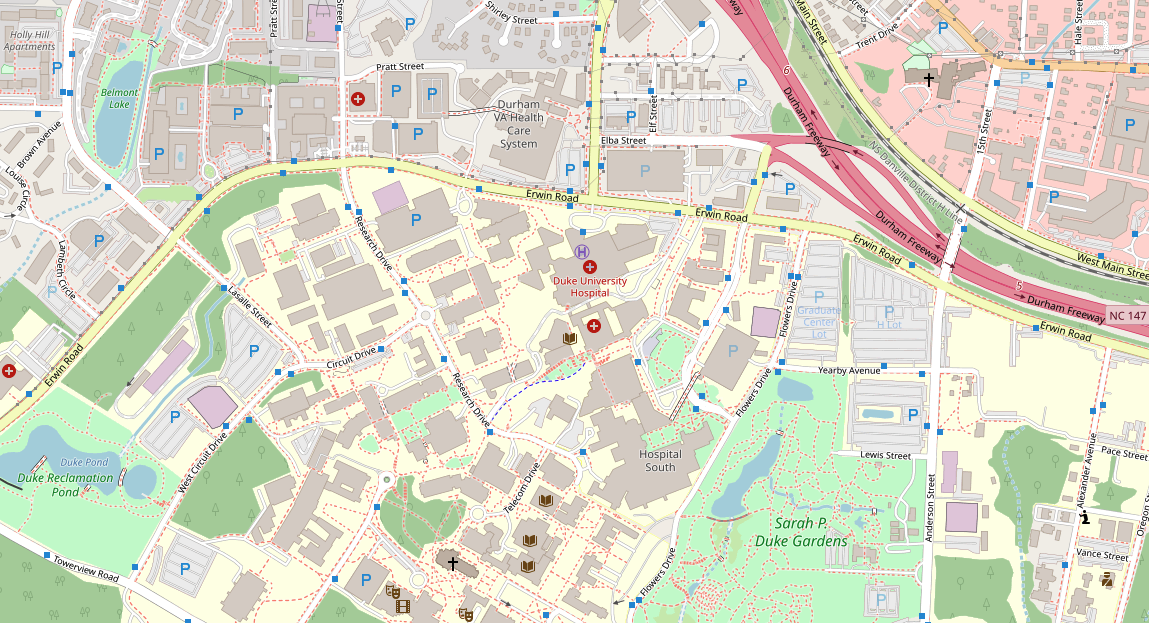 Shirley Street
Main Street
way
Street
Pratt Street
Hale Street
Holly Hill
Apartments
Trent Drive
P
Pratt Street
6
Belmont
Lake
Durham
VA Health
Care
System
Elf Street
Durham Freeway
15th Street
Brown Avenue
Elba Street
NS Danville District H Line
Louise Circle
Erwin Road
Erwin Road
Durham Freeway
Research Drive
Erwin Road
West Main Street
Lambeth Circle
H
Duke University
Hospital
5
Durham Freeway
NC 147
Lasalle Street
Flowers Drive
Graduate
Center
Lot
H Lot
Erwin Road
Circuit Drive
Erwin Road
Research Drive
Yearby Avenue
Flowers Drive
West Circuit Drive
Duke Pond
Duke Reclamation
Pond
Hospital
South
Lewis Street
Pace Street
Alexander Avenue
Telecom Drive
Anderson Street
Oregon S
Sarah P.
Duke Gardens
Vance Street
Towerview Road
Flowers Drive